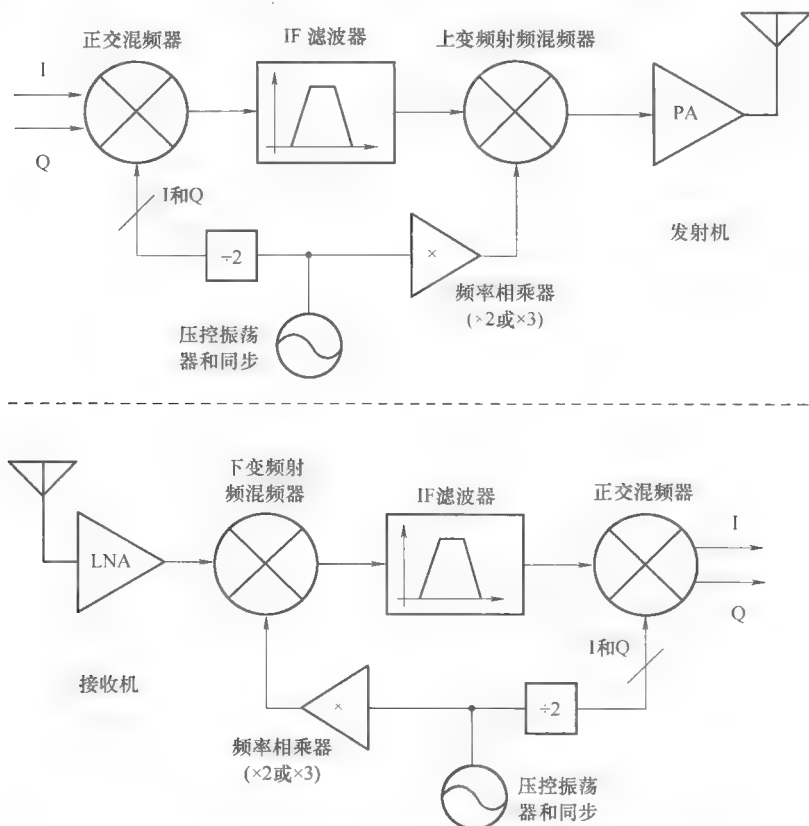 正交混频器
IF 滤波器
上变频射频混频器
I
Q
PA
I和Q
÷2
×
发射机
频率相乘器
(×2或×3)
压控振荡
器和同步
下变频射
频混频器
IF滤波器
正交混频器
I
Q
LNA
I和Q
接收机
×
÷2
频率相乘器
(×2或×3)
压控振荡
器和同步